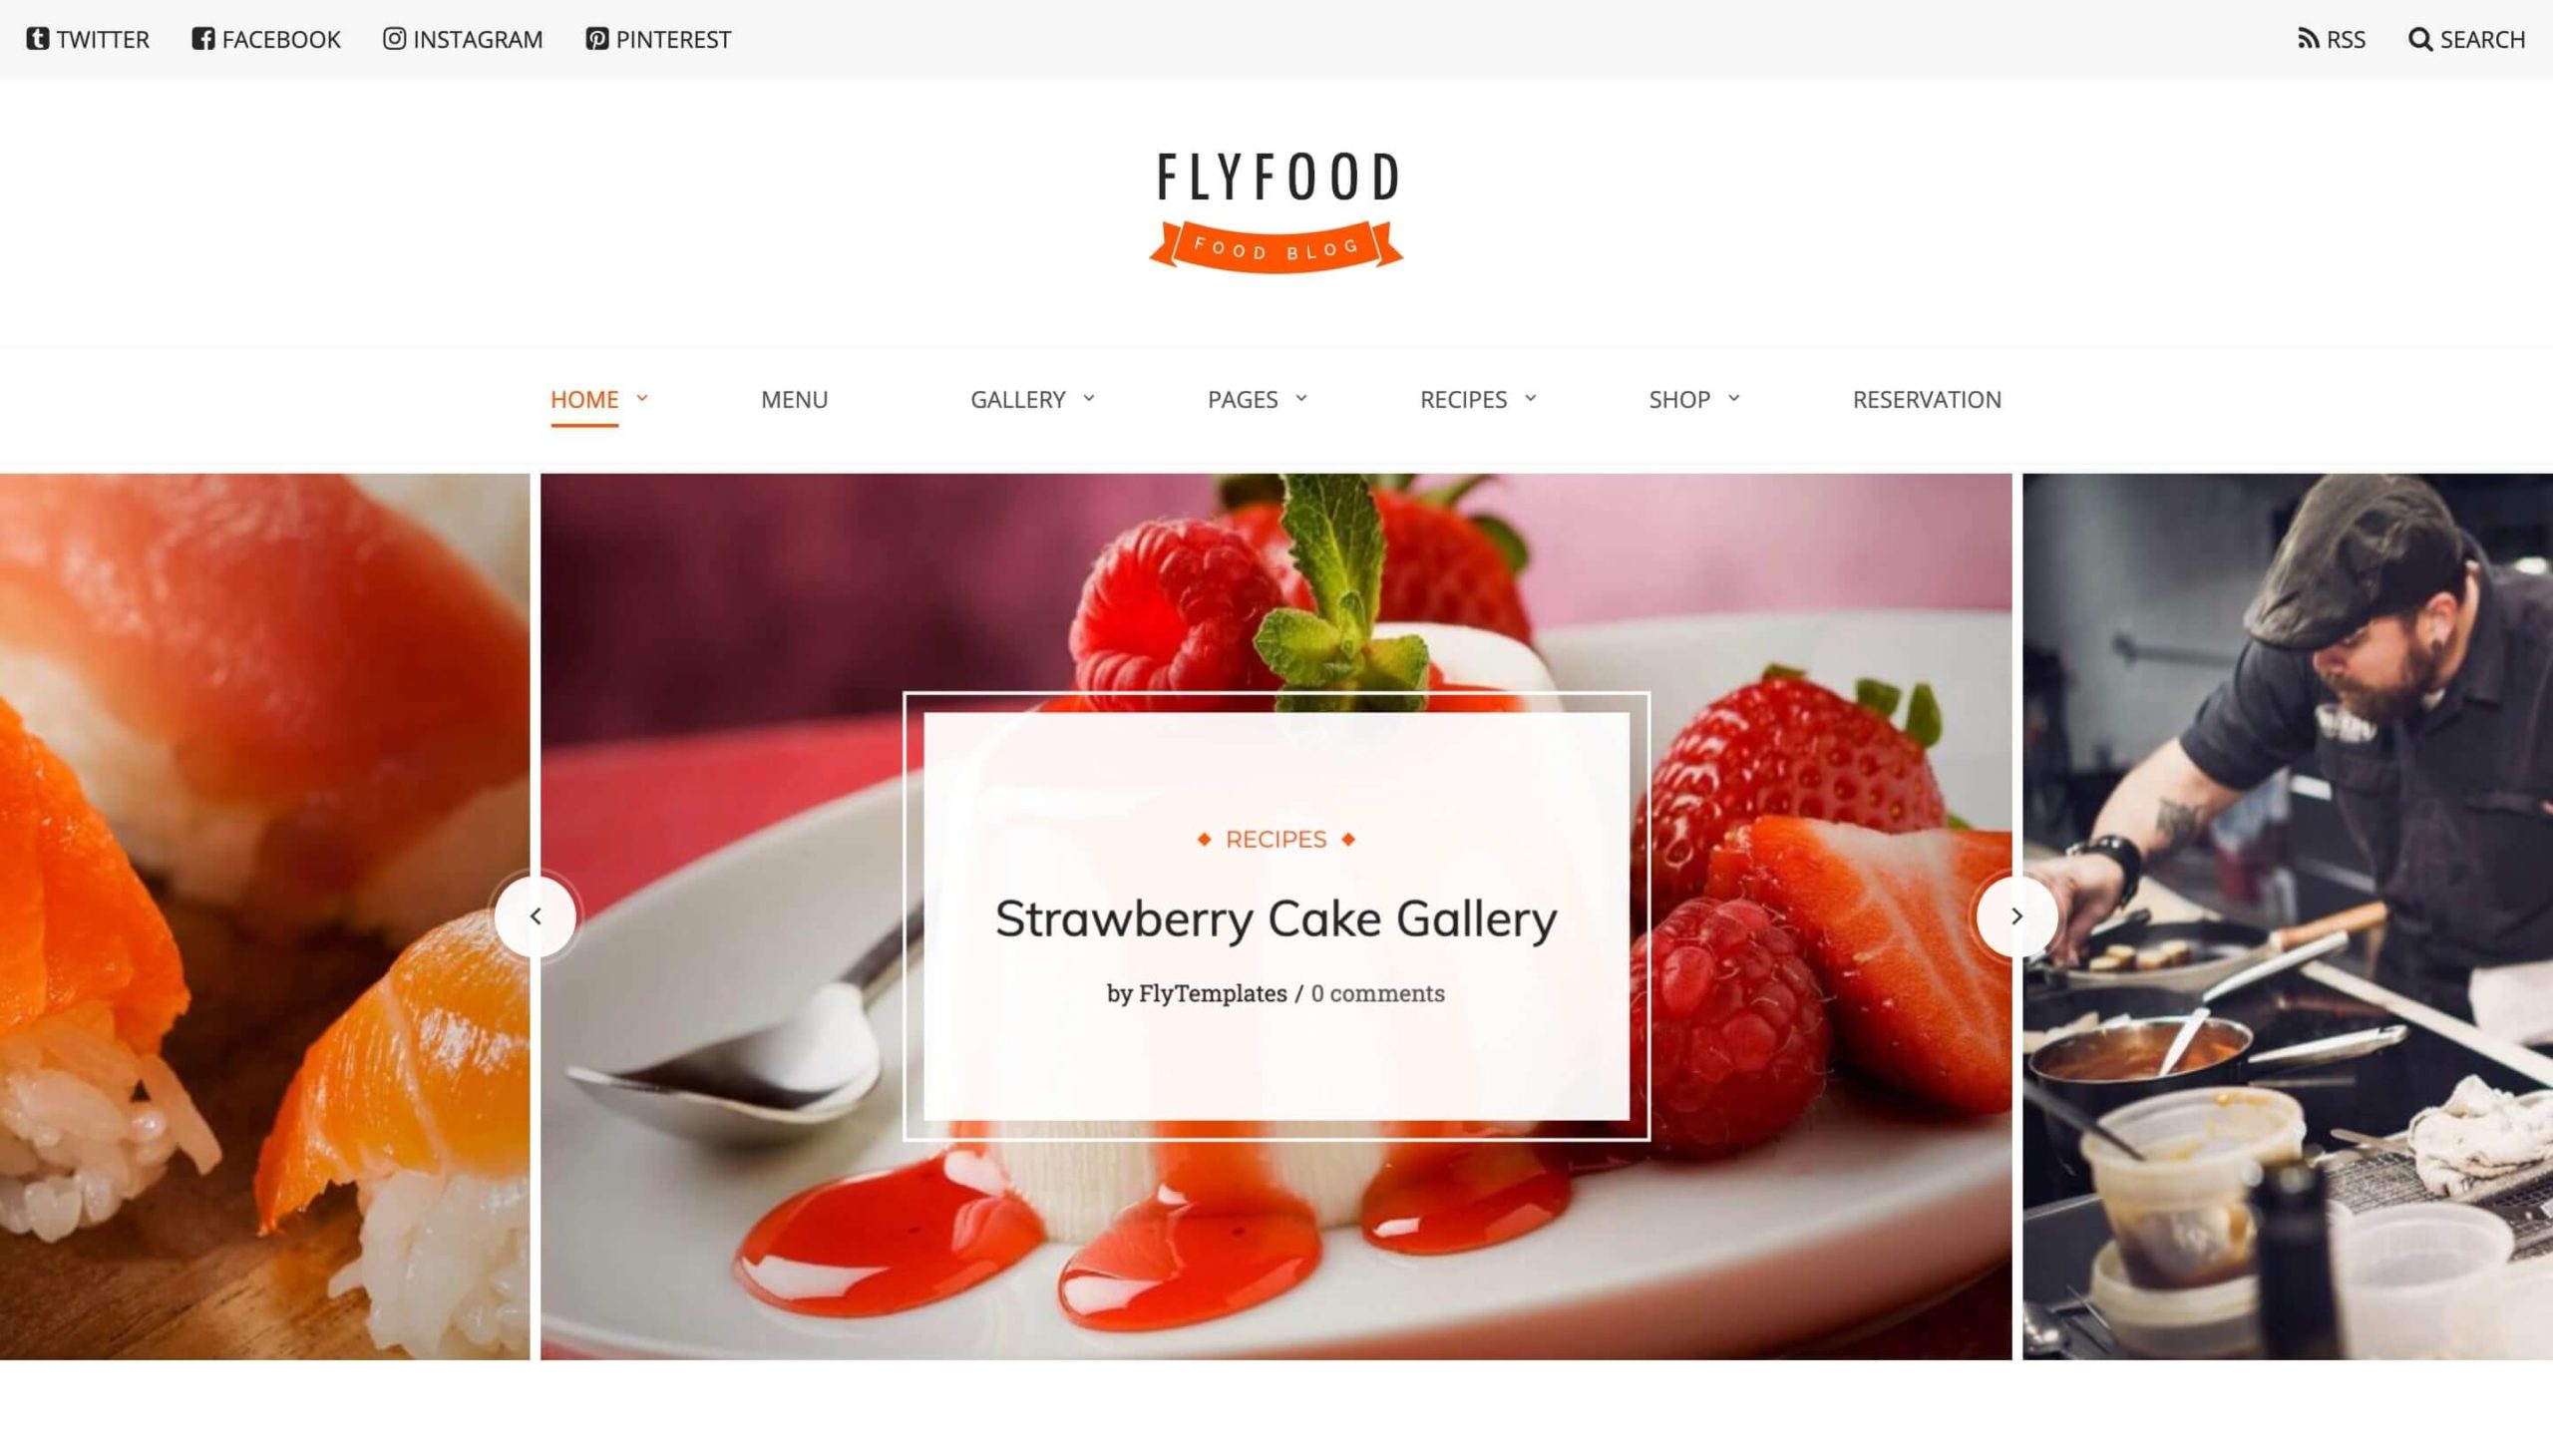 TWITTER FACEBOOK INSTAGRAM PINTEREST RSS SEARCH
FLYFOOD
FOOD BLOG
HOME MENU GALLERY PAGES RECIPES SHOP RESERVATION
RECIPES
Strawberry Cake Gallery
by FlyTemplates / 0 comments